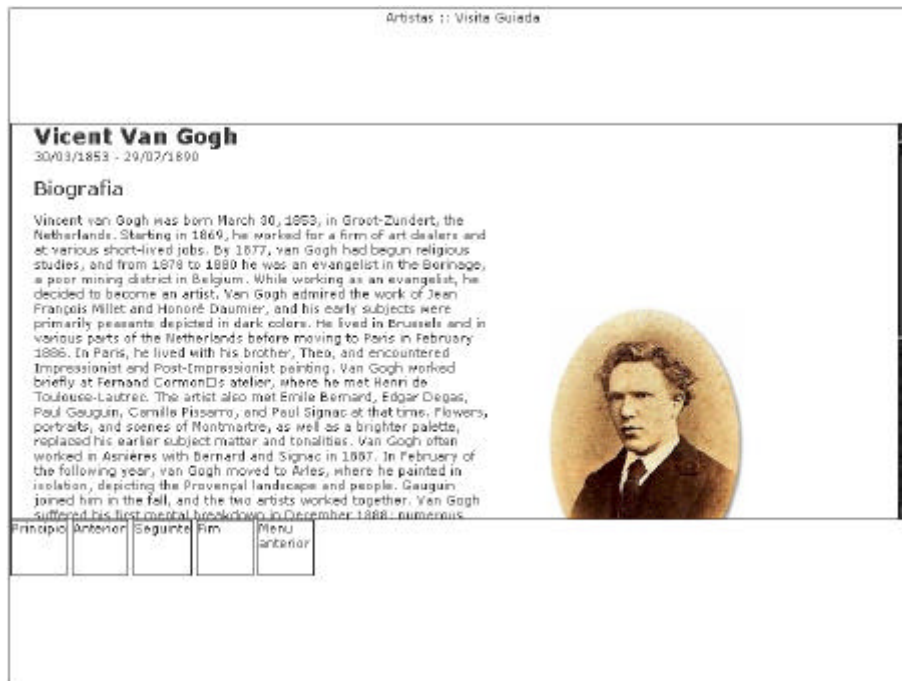 Artistas :: Visita Guiada
Vicent Van Gogh
30/03/1853 - 29/07/1890
Biografia
Vincent van Gogh was born March 30, 1853, in Groot-Zundert, the
Netherlands. Starting in 1869, he worked for a firm of art dealers and
at various short-lived jobs. By 1877, van Gogh had begun religious
studies, and from 1878 to 1880 he was an evangelist in the Borinage,
a poor mining district in Belgium. While working as an evangelist, he
decided to become an artist. Van Gogh admired the work of Jean
François Millet and Honoré Daumier, and his early subjects were
primarily peasants depicted in dark colors. He lived in Brussels and in
various parts of the Netherlands before moving to Paris in February
1886. In Paris, he lived with his brother, Theo, and encountered
Impressionist and Post-Impressionist painting. Van Gogh worked
briefly at Fernand Cormon□s atelier, where he met Henri de
Toulouse-Lautrec. The artist also met Emile Bernard, Edgar Degas,
Paul Gauguin, Camille Pissarro, and Paul Signac at that time. Flowers,
portraits, and scenes of Montmartre, as well as a brighter palette,
replaced his earlier subject matter and tonalities. Van Gogh often
worked in Asnières with Bernard and Signac in 1887. In February of
the following year, van Gogh moved to Arles, where he painted in
isolation, depicting the Provençal landscape and people. Gauguin
joined him in the fall, and the two artists worked together. Van Gogh
suffered his first mental breakdown in December 1888; numerous
Principio Anterior Seguinte Fim Menu
anterior